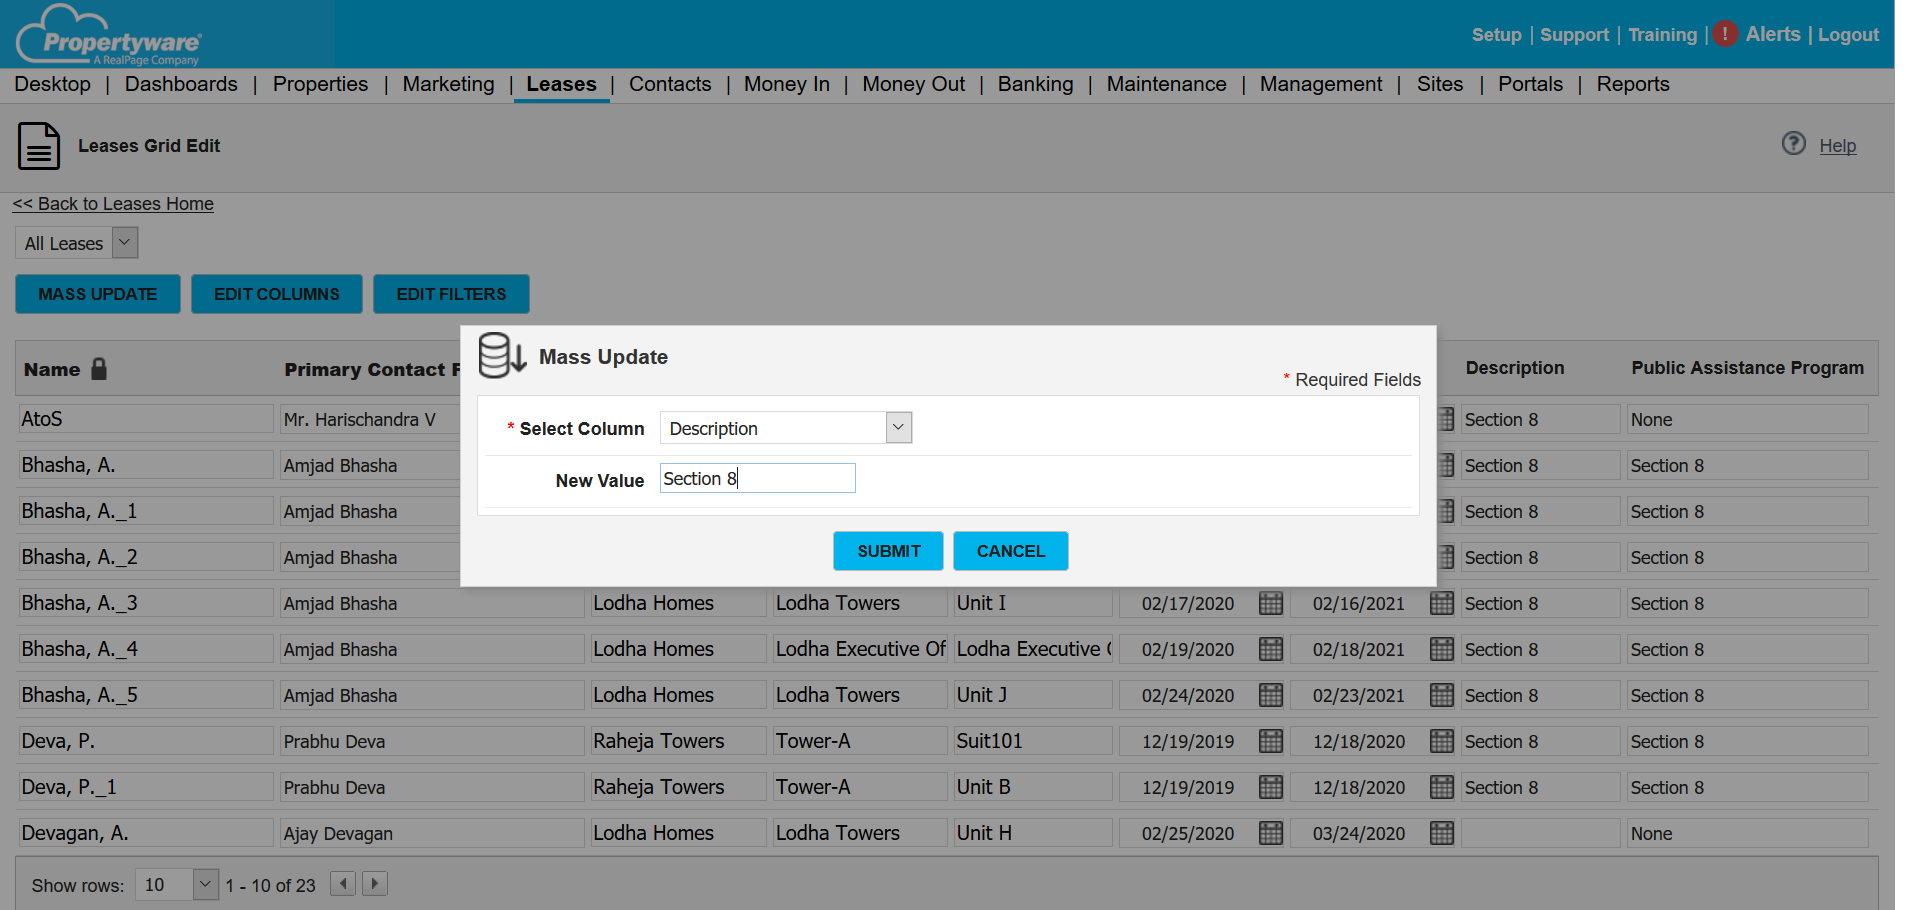 Propertyware
A RealPage Company
Setup | Support | Training | ! Alerts | Logout
Desktop | Dashboards | Properties | Marketing | Leases | Contacts | Money In | Money Out | Banking | Maintenance | Management | Sites | Portals | Reports
Leases Grid Edit
? Help
<< Back to Leases Home
All Leases
MASS UPDATE EDIT COLUMNS EDIT FILTERS
Mass Update
* Required Fields
* Select Column Description
New Value Section 8
SUBMIT CANCEL
Name Primary Contact Description Public Assistance Program
AtoS Mr. Harischandra V Section 8 None
Bhasha, A. Amjad Bhasha Section 8 Section 8
Bhasha, A._1 Amjad Bhasha Section 8 Section 8
Bhasha, A._2 Amjad Bhasha Section 8 Section 8
Bhasha, A._3 Amjad Bhasha Lodha Homes Lodha Towers Unit I 02/17/2020 02/16/2021 Section 8 Section 8
Bhasha, A._4 Amjad Bhasha Lodha Homes Lodha Executive Of Lodha Executive 02/19/2020 02/18/2021 Section 8 Section 8
Bhasha, A._5 Amjad Bhasha Lodha Homes Lodha Towers Unit J 02/24/2020 02/23/2021 Section 8 Section 8
Deva, P. Prabhu Deva Raheja Towers Tower-A Suit101 12/19/2019 12/18/2020 Section 8 Section 8
Deva, P._1 Prabhu Deva Raheja Towers Tower-A Unit B 12/19/2019 12/18/2020 Section 8 Section 8
Devagan, A. Ajay Devagan Lodha Homes Lodha Towers Unit H 02/25/2020 03/24/2020 None
Show rows: 10 1 - 10 of 23